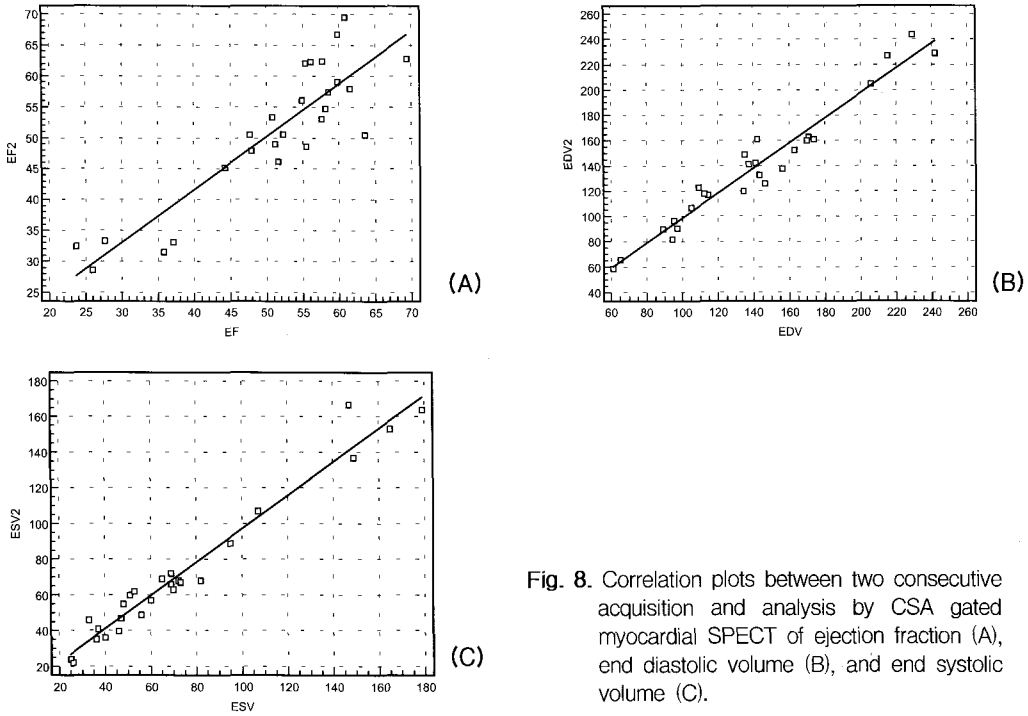 70
65
60
55
50
45
40
35
30
25
EF2
20 25 30 35 40 45 50 55 60 65 70
EF
(A)
260
240
220
200
180
160
140
120
100
80
60
40
EDV2
60 80 100 120 140 160 180 200 220 240 260
EDV
(B)
180
160
140
120
100
80
60
40
20
ESV2
20 40 60 80 100 120 140 160 180
ESV
(C)
Fig. 8. Correlation plots between two consecutive
acquisition and analysis by CSA gated
myocardial SPECT of ejection fraction (A),
end diastolic volume (B), and end systolic
volume (C).